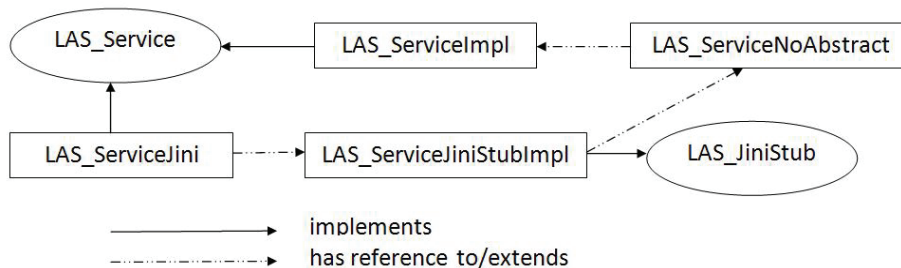 LAS_Service
LAS_ServiceImpl
LAS_ServiceNoAbstract
LAS_ServiceJini
LAS_ServiceJiniStubImpl
LAS_JiniStub
implements
has reference to/extends